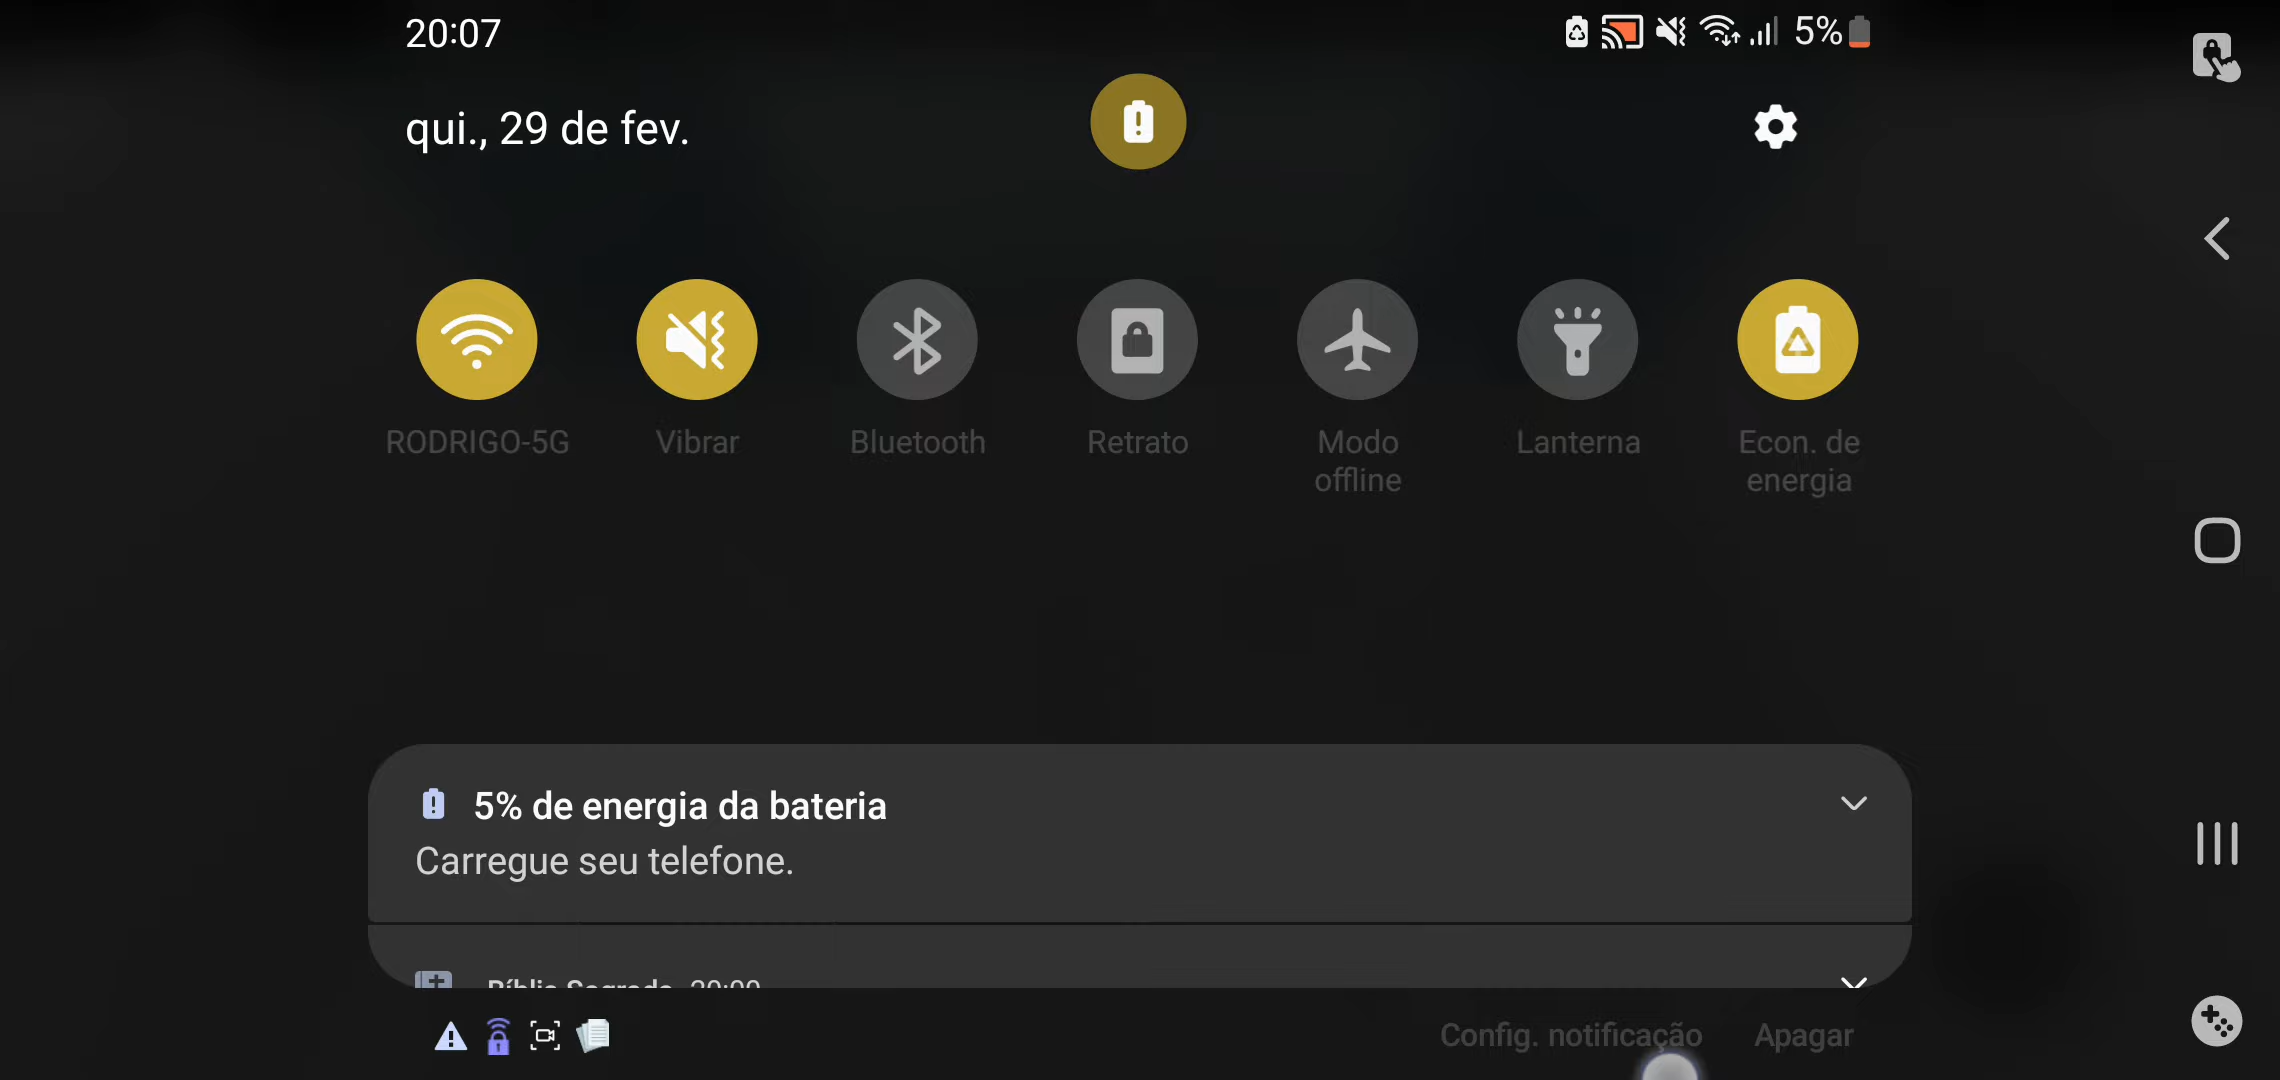 20:07
5%
qui., 29 de fev.
RODRIGO-5G
Vibrar
Bluetooth
Retrato
Modo
offline
Lanterna
Econ. de
energia
5% de energia da bateria
Carregue seu telefone.
Config. notificação
Apagar